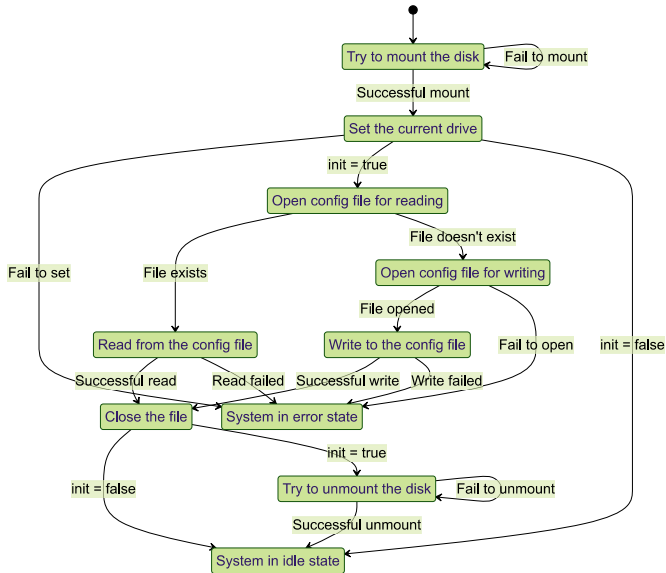 Try to mount the disk
Fail to mount
Successful mount
Set the current drive
init = true
Open config file for reading
File doesn't exist
Fail to set
File exists
Open config file for writing
File opened
Read from the config file
Write to the config file
Fail to open
init = false
Successful read
Read failed
Successful write
Write failed
Close the file
System in error state
init = true
init = false
Try to unmount the disk
Fail to unmount
Successful unmount
System in idle state